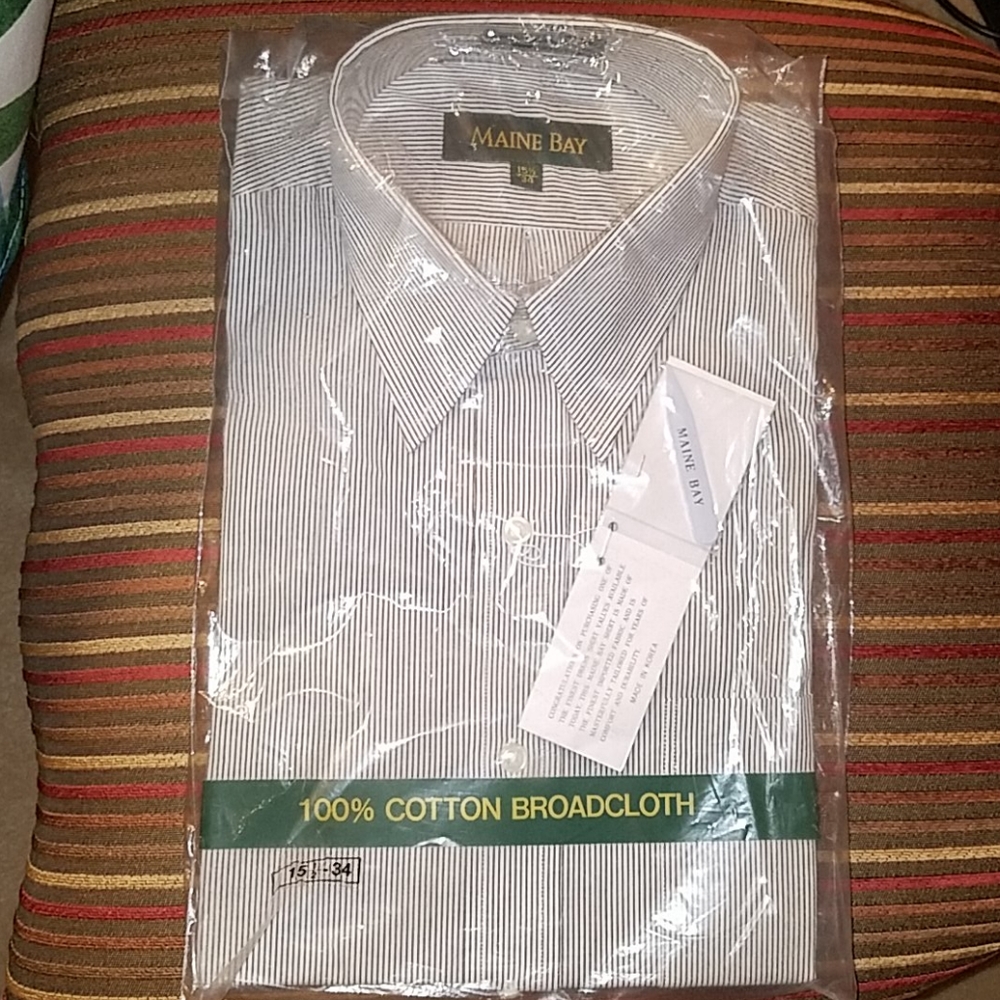 MAINE BAY
15½
34
MAINE BAY
CONGRATULATIONS ON PURCHASING ONE OF
THE FINEST DRESS SHIRT VALUES AVAILABLE
TODAY. THIS MAINE BAY SHIRT IS MADE OF
THE FINEST IMPORTED FABRIC AND IS
MASTERFULLY TAILORED FOR YEARS OF
COMFORT AND DURABILITY.
MADE IN KOREA
100% COTTON BROADCLOTH
15½-34